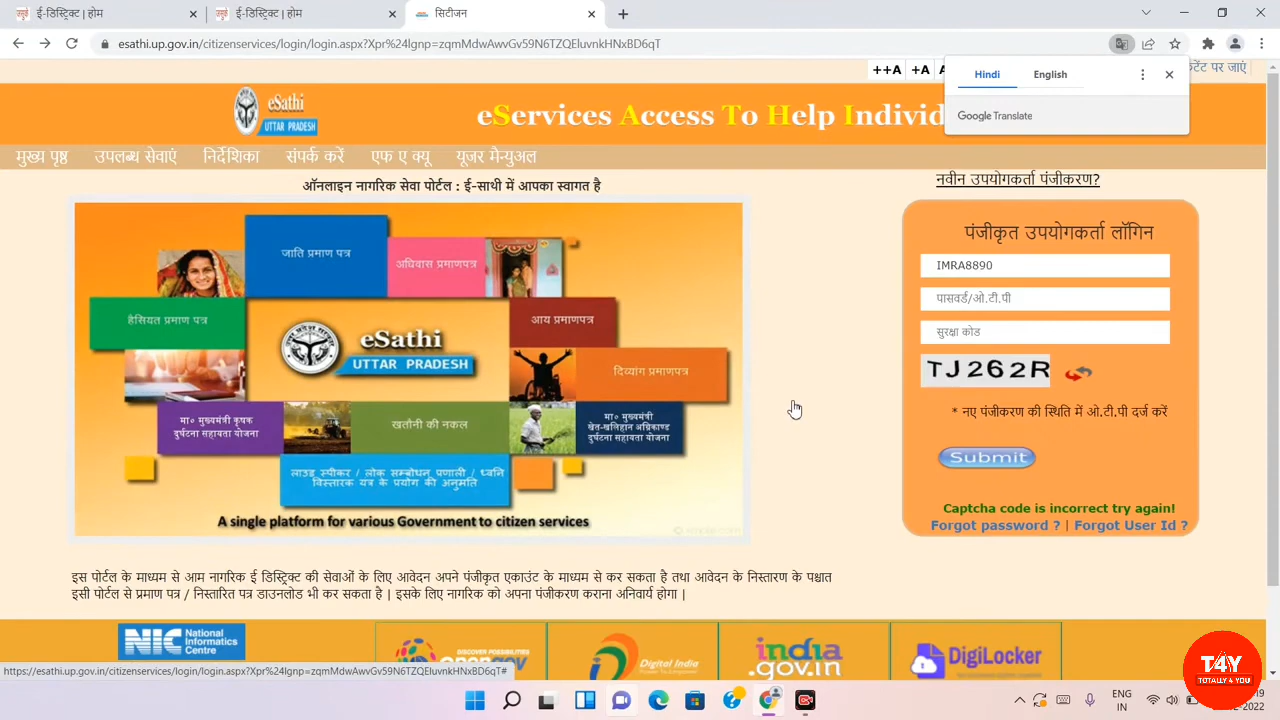 ई-डिस्ट्रिक्ट | होम
ई-डिस्ट्रिक्ट | होम
सिटीजन
esathi.up.gov.in/citizenservices/login/login.aspx?Xpr%24lgnp=zqmMdwAwvGv59N6TZQEluvnkHNxBD6qT
++A +A
कंटेंट पर जाएं
Hindi English
Google Translate
eSathi
UTTAR PRADESH
eServices Access To Help Individ
मुख्य पृष्ठ उपलब्ध सेवाएं निर्देशिका संपर्क करें एफ ए क्यू यूजर मैन्युअल
ऑनलाइन नागरिक सेवा पोर्टल : ई-साथी में आपका स्वागत है
नवीन उपयोगकर्ता पंजीकरण?
जाति प्रमाण पत्र
अधिवास प्रमाणपत्र
हैसियत प्रमाण पत्र
eSathi
UTTAR PRADESH
आय प्रमाणपत्र
दिव्यांग प्रमाणपत्र
मा० मुख्यमंत्री कृषक
दुर्घटना सहायता योजना
खतौनी की नकल
मा० मुख्यमंत्री
खेत-खलिहान अग्निकाण्ड
दुर्घटना सहायता योजना
लाउड स्पीकर / लोक सम्बोधन प्रणाली / ध्वनि
विस्तारक यंत्र के प्रयोग की अनुमति
A single platform for various Government to citizen services
पंजीकृत उपयोगकर्ता लॉगिन
IMRA8890
पासवर्ड/ओ.टी.पी
सुरक्षा कोड
TJ262R
* नए पंजीकरण की स्थिति में ओ.टी.पी दर्ज करें
Submit
Captcha code is incorrect try again!
Forgot password ? | Forgot User Id ?
इस पोर्टल के माध्यम से आम नागरिक ई डिस्ट्रिक्ट की सेवाओं के लिए आवेदन अपने पंजीकृत एकाउंट के माध्यम से कर सकता है तथा आवेदन के निस्तारण के पश्चात
इसी पोर्टल से प्रमाण पत्र / निस्तारित पत्र डाउनलोड भी कर सकता है | इसके लिए नागरिक को अपना पंजीकरण कराना अनिवार्य होगा |
NIC National
Informatics
Centre
DISCOVER POSSIBILITIES
Digital India
india
.gov.in
DigiLocker
https://esathi.up.gov.in/citizenservices/login/login.aspx?Xpr%24lgnp=zqmMdwAwvGv59N6TZQEluvnkHNxBD6qT#
ENG
IN
T4Y
TOTALLY 4 YOU